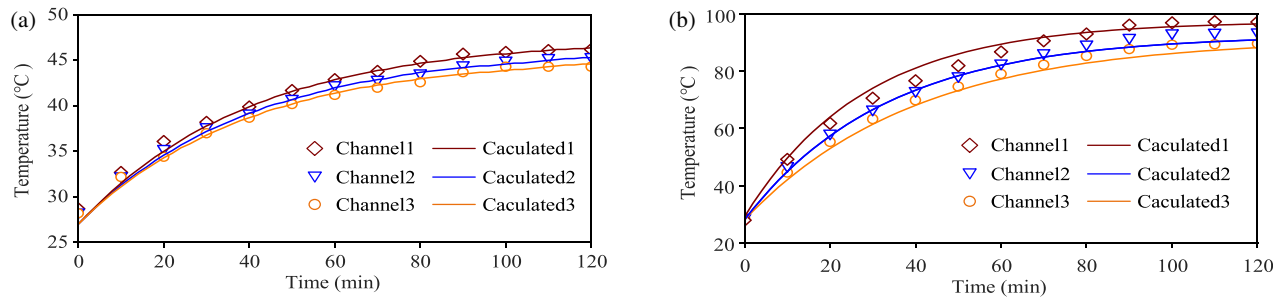 (a)
Temperature (℃)
50
45
40
35
30
25
0 20 40 60 80 100 120
Time (min)
Channel1 Caculated1
Channel2 Caculated2
Channel3 Caculated3
(b)
Temperature (℃)
100
80
60
40
20
0 20 40 60 80 100 120
Time (min)
Channel1 Caculated1
Channel2 Caculated2
Channel3 Caculated3